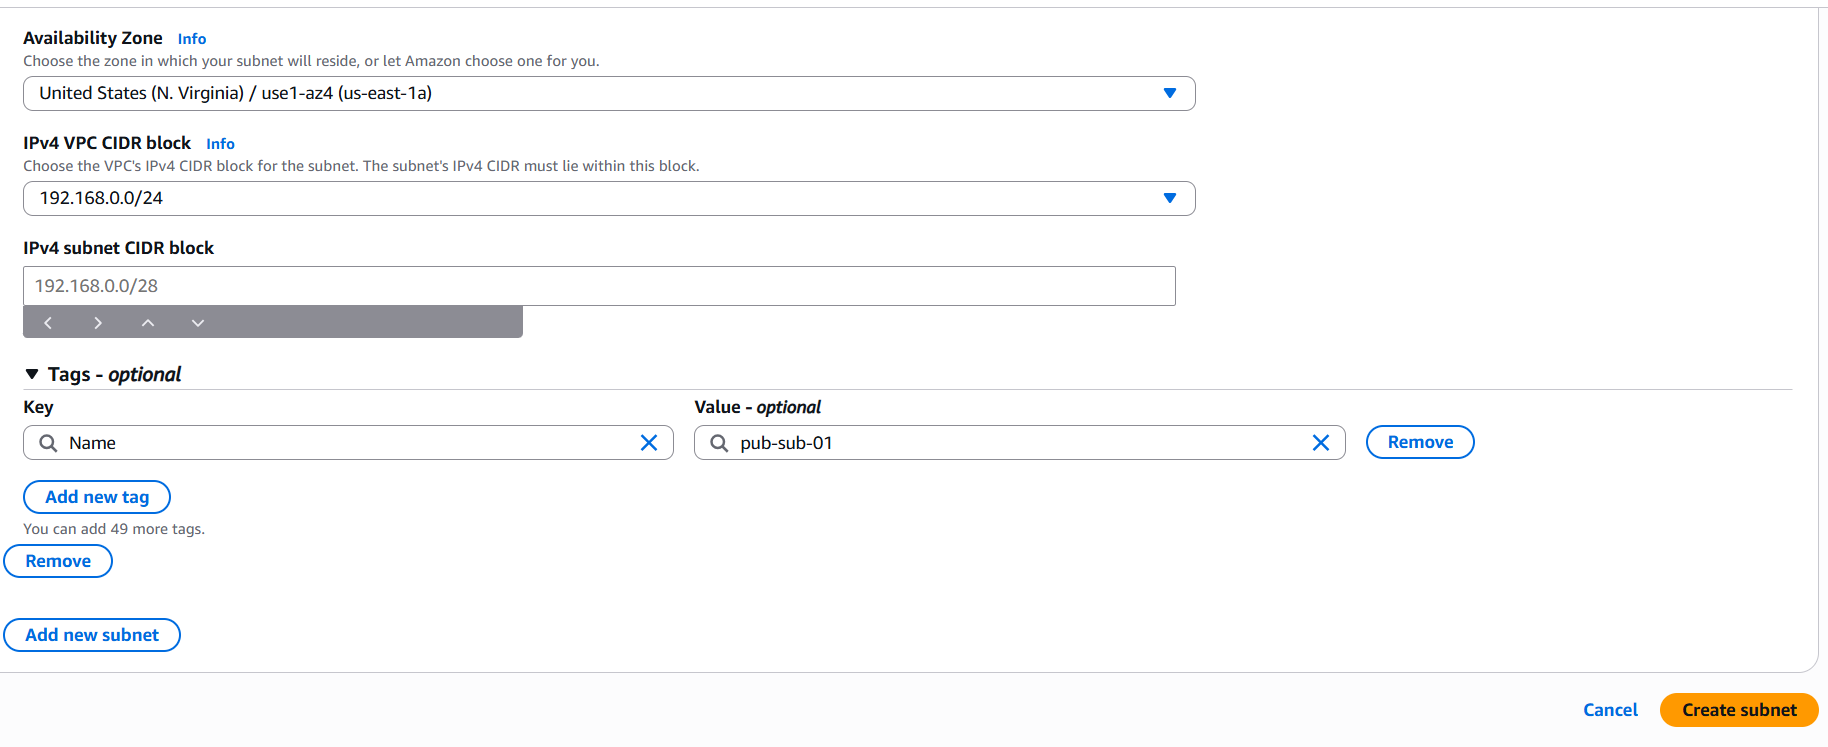 Availability Zone Info
Choose the zone in which your subnet will reside, or let Amazon choose one for you.
United States (N. Virginia) / use1-az4 (us-east-1a)
IPv4 VPC CIDR block Info
Choose the VPC's IPv4 CIDR block for the subnet. The subnet's IPv4 CIDR must lie within this block.
192.168.0.0/24
IPv4 subnet CIDR block
192.168.0.0/28
Tags - optional
Key Value - optional
Name pub-sub-01 Remove
Add new tag
You can add 49 more tags.
Remove
Add new subnet
Cancel Create subnet